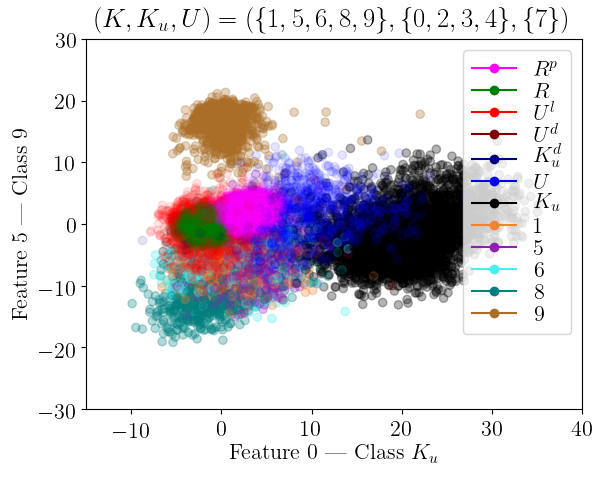 (K, K_u, U) = ({1, 5, 6, 8, 9}, {0, 2, 3, 4}, {7})
30
20
10
0
−10
−20
−30
Feature 5 — Class 9
R^p
R
U^l
U^d
K_u^d
U
K_u
1
5
6
8
9
−10
0
10
20
30
40
Feature 0 — Class K_u